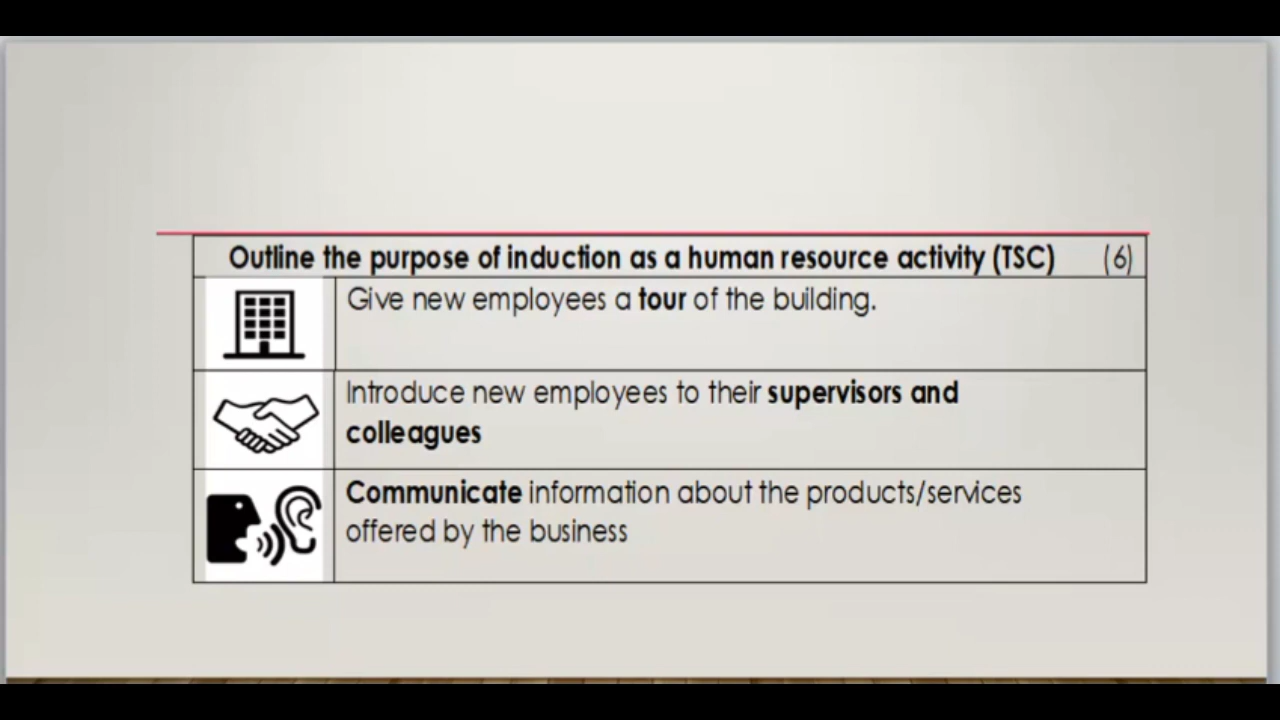 Outline the purpose of induction as a human resource activity (TSC) (6)
Give new employees a tour of the building.
Introduce new employees to their supervisors and
colleagues
Communicate information about the products/services
offered by the business